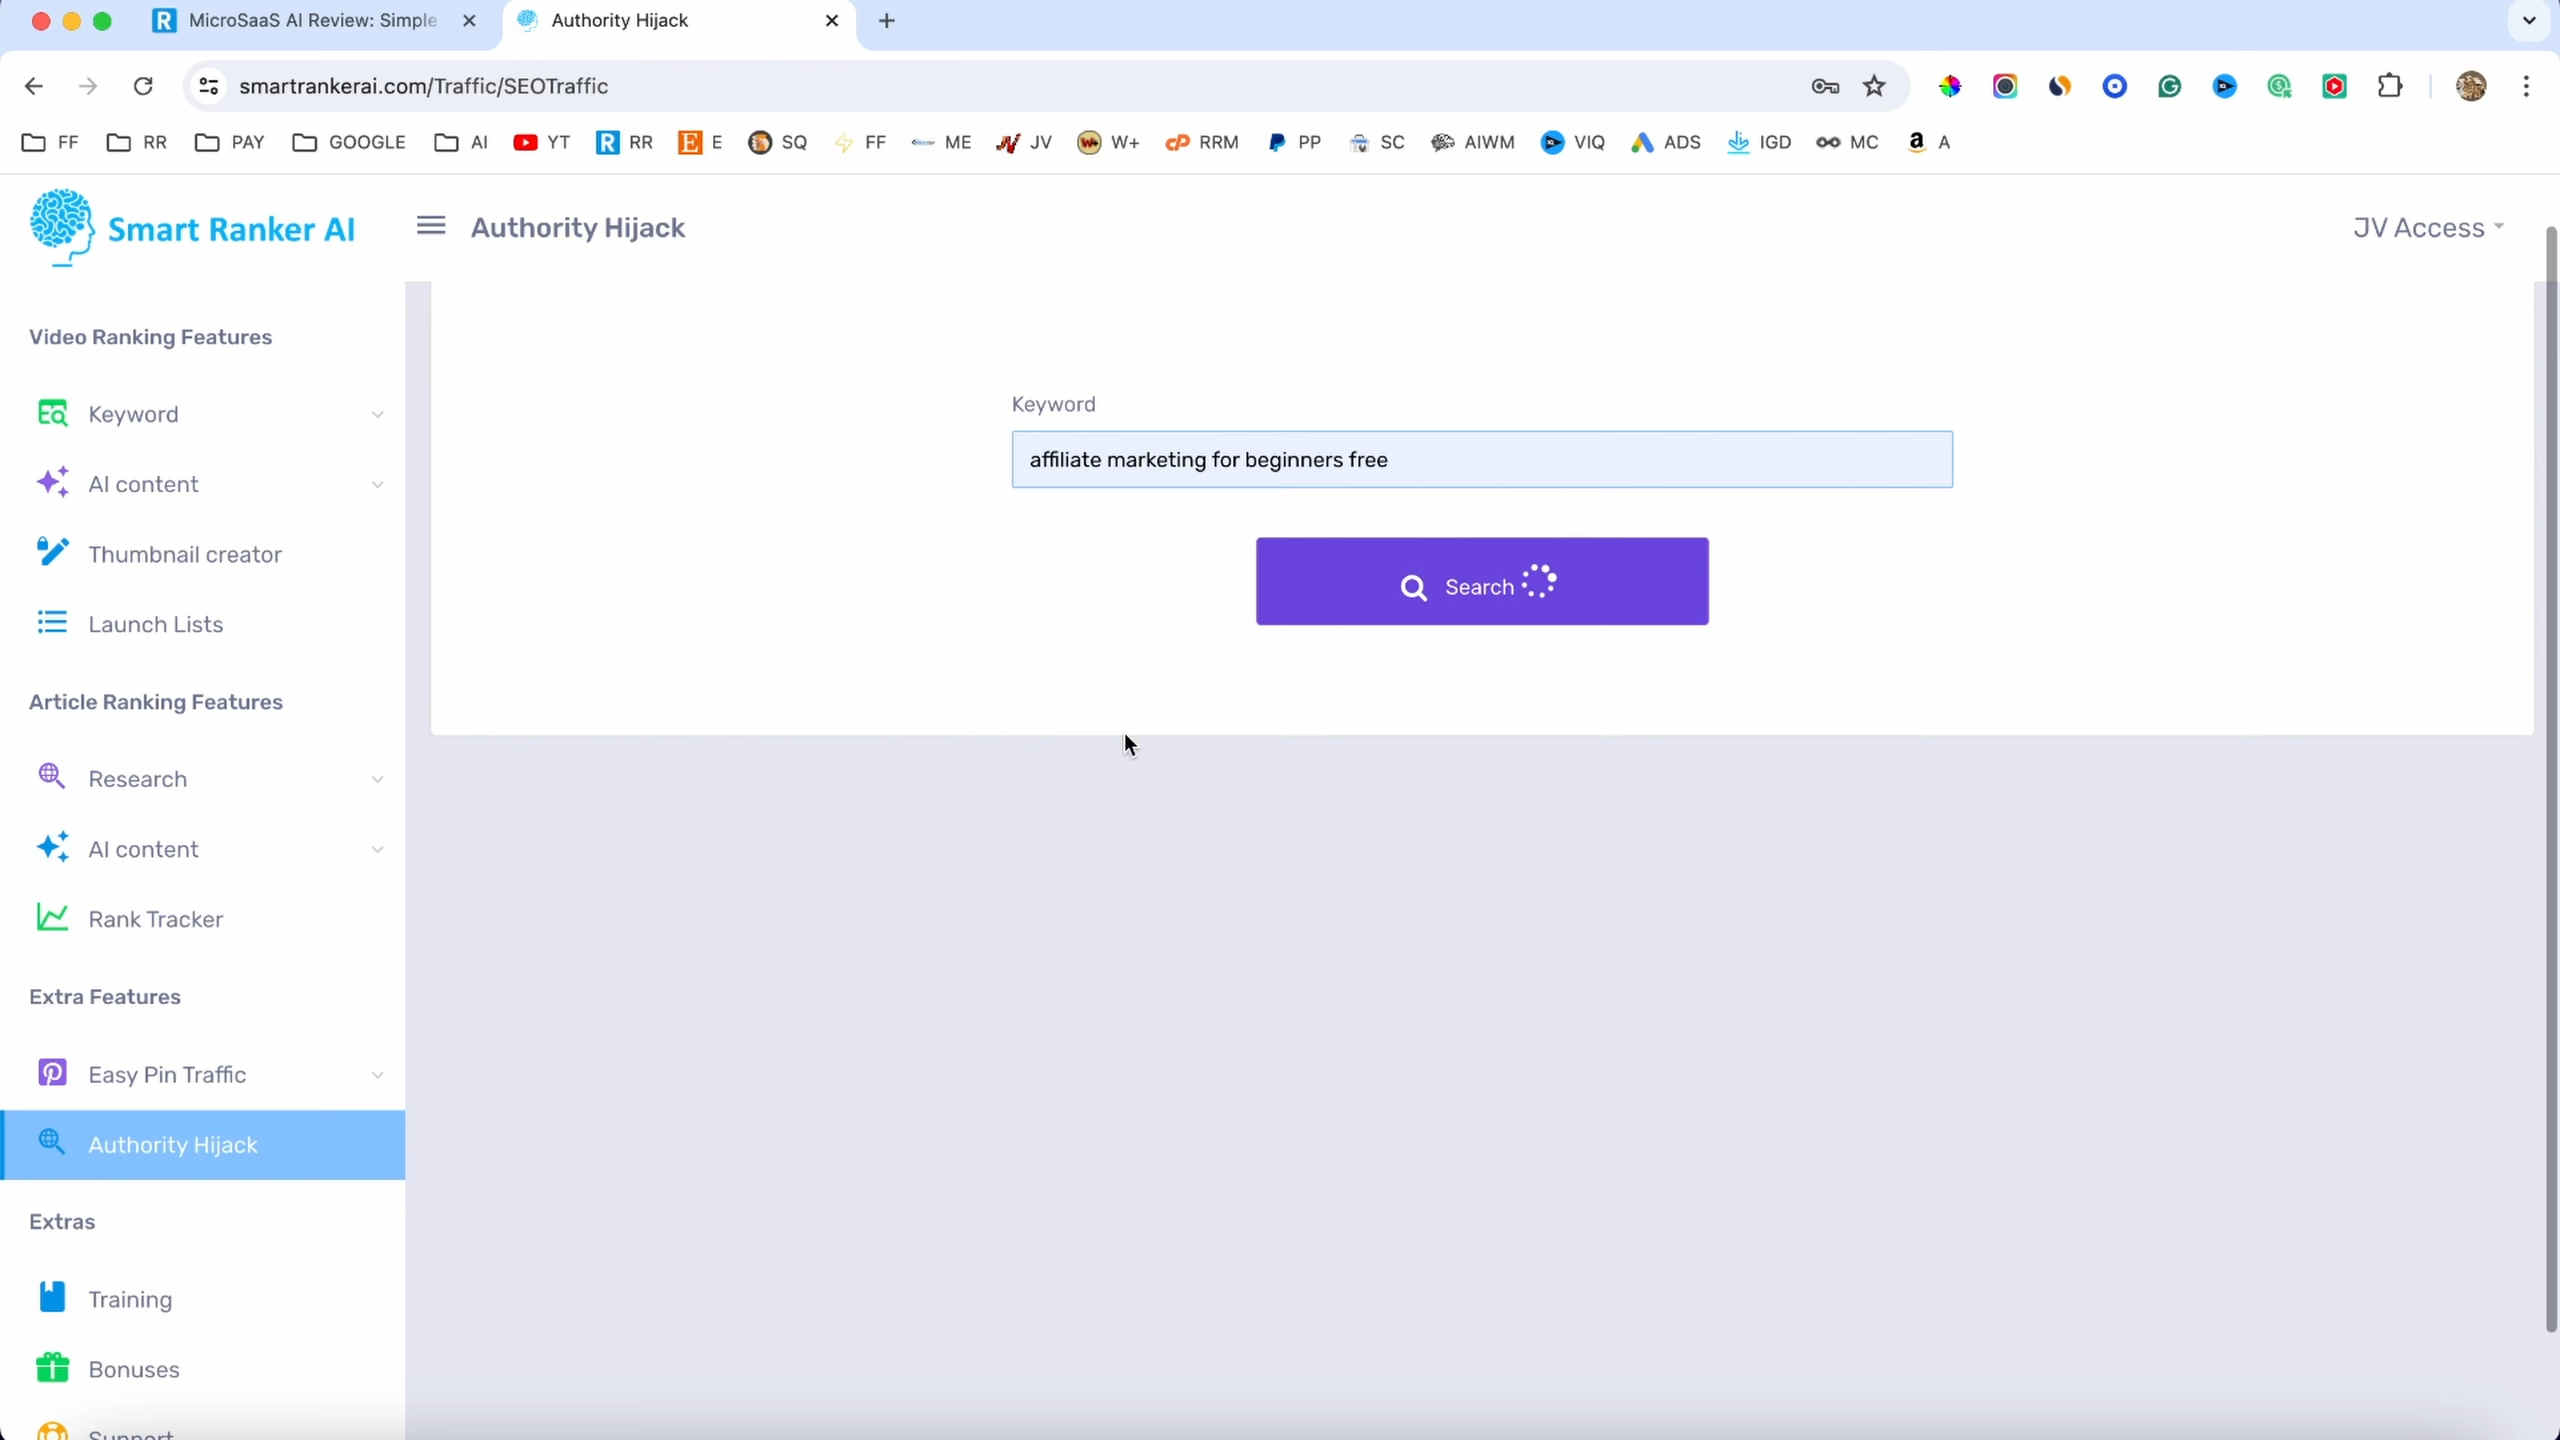 MicroSaaS AI Review: Simple
Authority Hijack
smartrankerai.com/Traffic/SEOTraffic
FF
RR
PAY
GOOGLE
AI
YT
RR
E
SQ
FF
ME
JV
W+
RRM
PP
SC
AIWM
VIQ
ADS
IGD
MC
A
Smart Ranker AI
Authority Hijack
JV Access
Video Ranking Features
Keyword
AI content
Thumbnail creator
Launch Lists
Article Ranking Features
Research
AI content
Rank Tracker
Extra Features
Easy Pin Traffic
Authority Hijack
Extras
Training
Bonuses
Support
Keyword
affiliate marketing for beginners free
Search